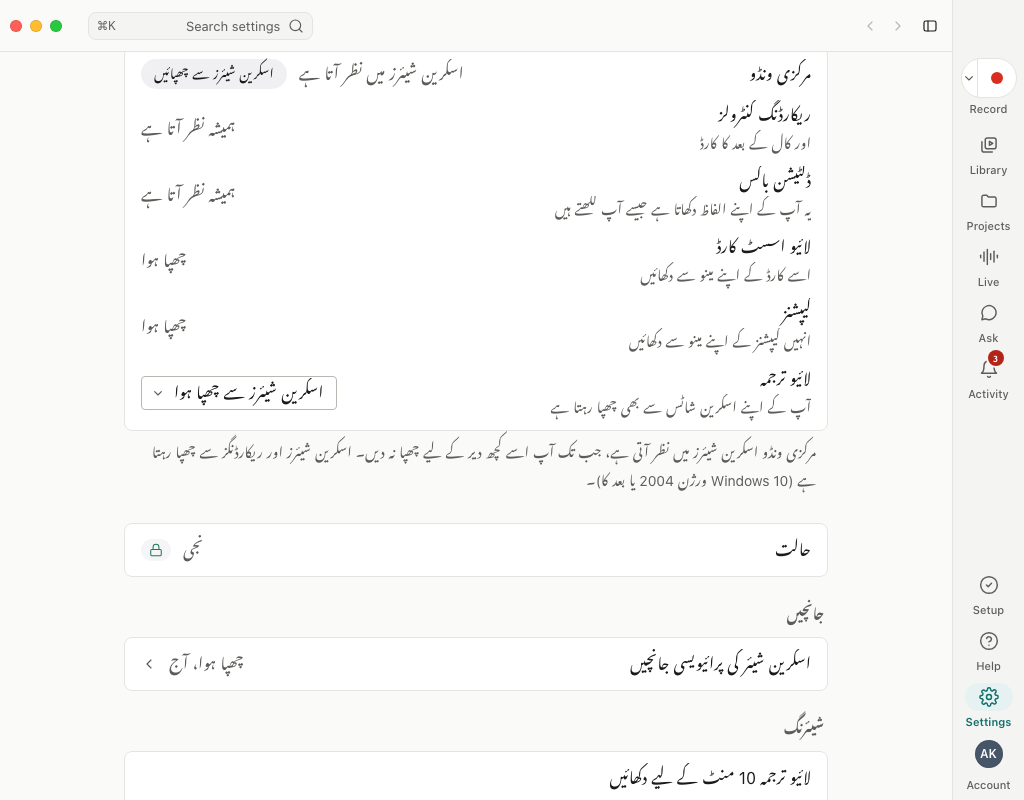 ⌘K
Search settings
Record
Library
Projects
Live
Ask
3
Activity
Setup
Help
Settings
AK
Account
مرکزی ونڈو
اسکرین شیئرز میں نظر آتا ہے
اسکرین شیئرز سے چھپائیں
ریکارڈنگ کنٹرولز
اور کال کے بعد کا کارڈ
ہمیشہ نظر آتا ہے
ڈلٹیشن باکس
یہ آپ کے اپنے الفاظ دکھاتا ہے جیسے آپ لکھتے ہیں
ہمیشہ نظر آتا ہے
لائیو اسسٹ کارڈ
اسے کارڈ کے اپنے مینو سے دکھائیں
چھپا ہوا
کیپشنز
انہیں کیپشنز کے اپنے مینو سے دکھائیں
چھپا ہوا
لائیو ترجمہ
آپ کے اپنے اسکرین شاٹس سے بھی چھپا رہتا ہے
اسکرین شیئرز سے چھپا ہوا
مرکزی ونڈو اسکرین شیئرز میں نظر آتی ہے، جب تک آپ اسے کچھ دیر کے لیے چھپا نہ دیں۔ اسکرین شیئرز اور ریکارڈنگز سے چھپا رہتا
ہے (Windows 10 ورژن 2004 یا بعد کا)۔
حالت
نجی
جانچیں
اسکرین شیئر کی پرائیویسی جانچیں
چھپا ہوا، آج
شیئرنگ
لائیو ترجمہ 10 منٹ کے لیے دکھائیں